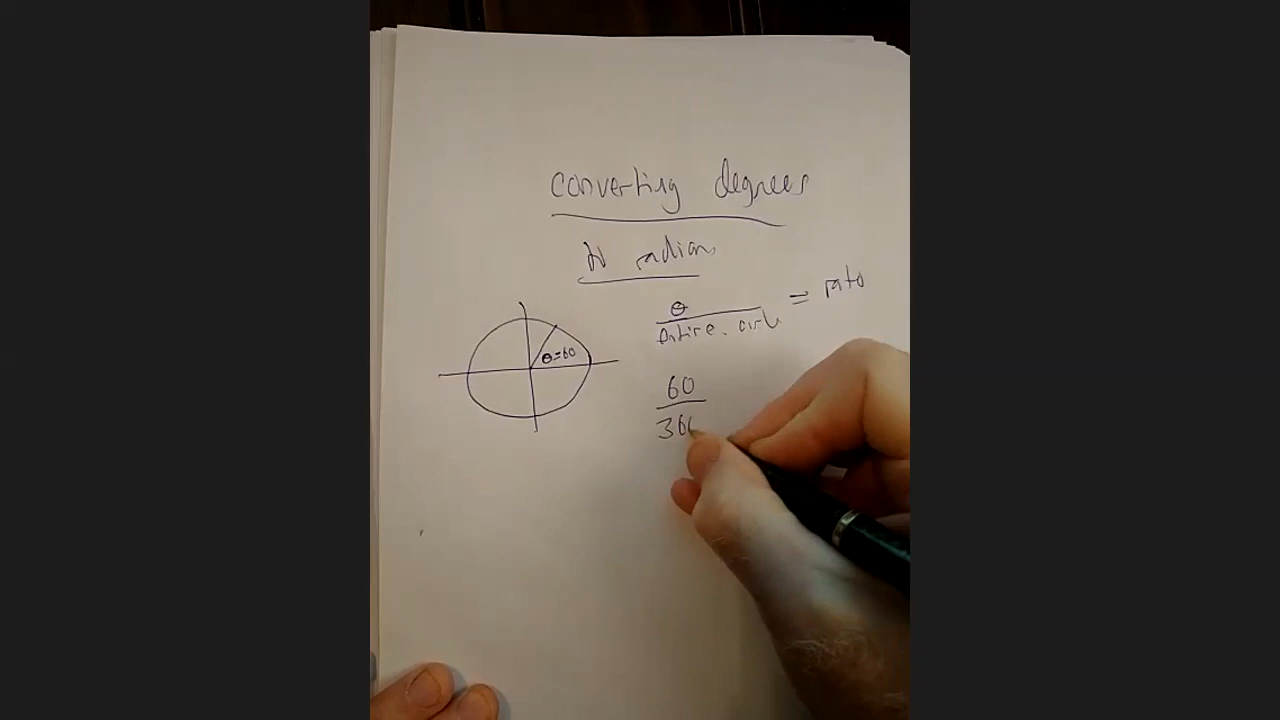 converting degrees
to radians
θ
entire circle = ratio
θ=60
60
360